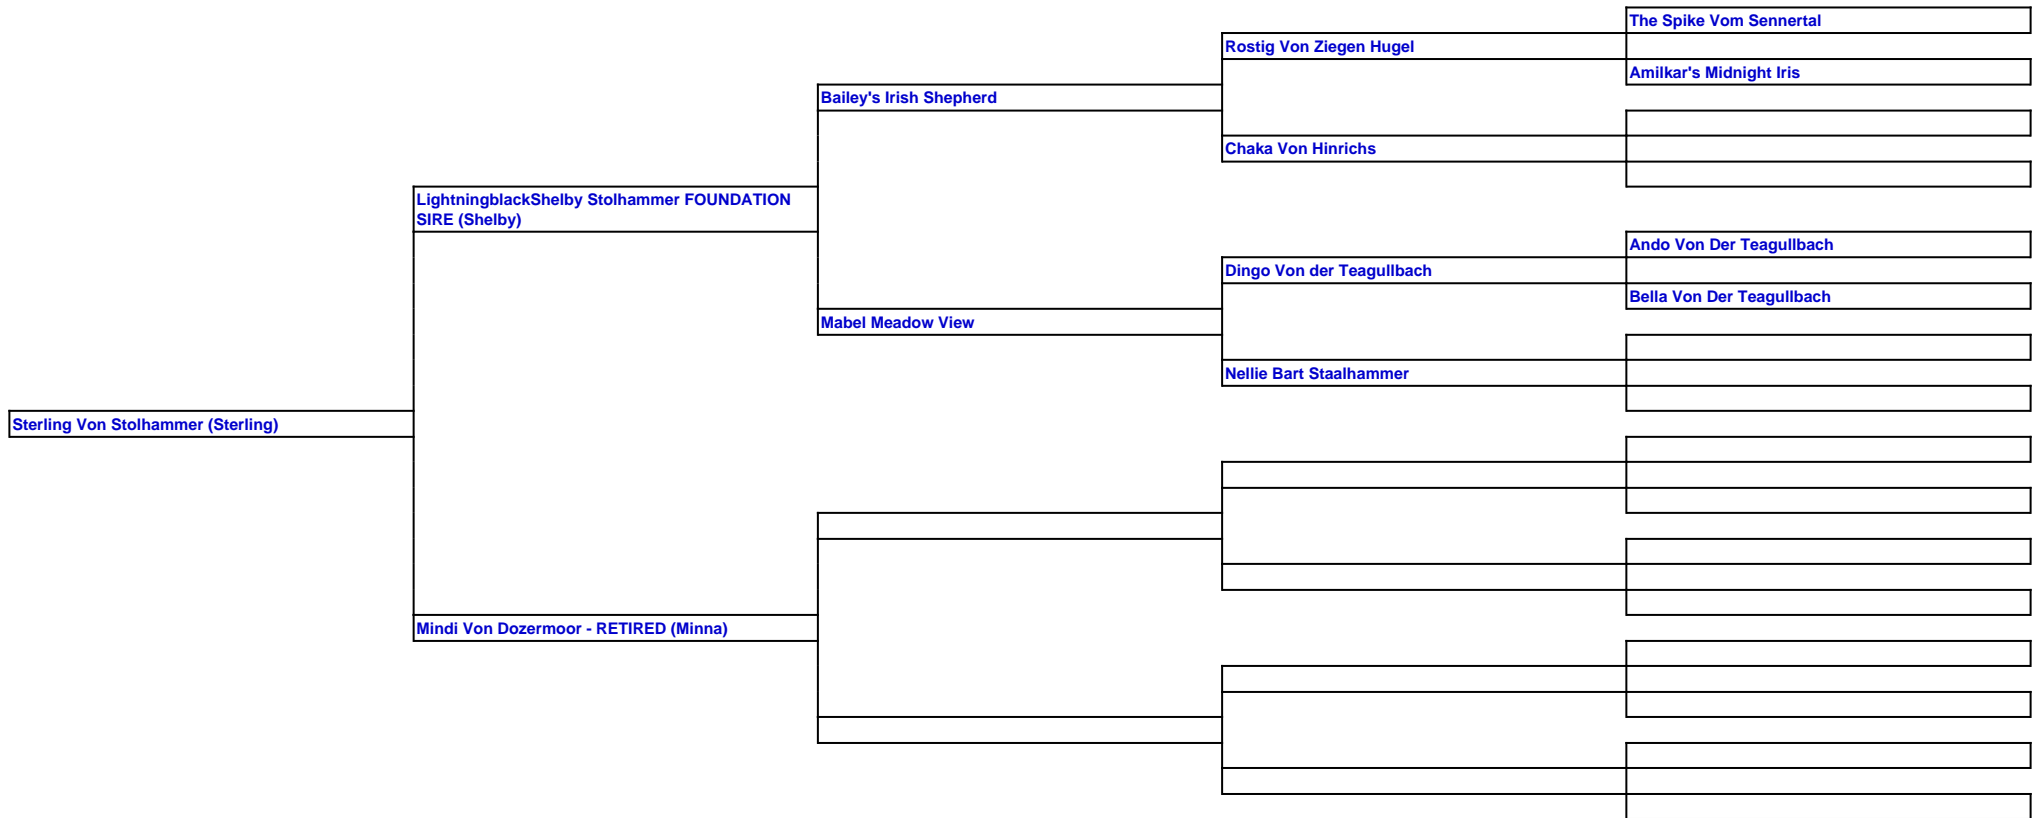 The Spike Vom Sennertal
Rostig Von Ziegen Hugel
Amilkar's Midnight Iris
Bailey's Irish Shepherd
Chaka Von Hinrichs
LightningblackShelby Stolhammer FOUNDATION
SIRE (Shelby)
Ando Von Der Teagullbach
Dingo Von der Teagullbach
Bella Von Der Teagullbach
Mabel Meadow View
Nellie Bart Staalhammer
Sterling Von Stolhammer (Sterling)
Mindi Von Dozermoor - RETIRED (Minna)